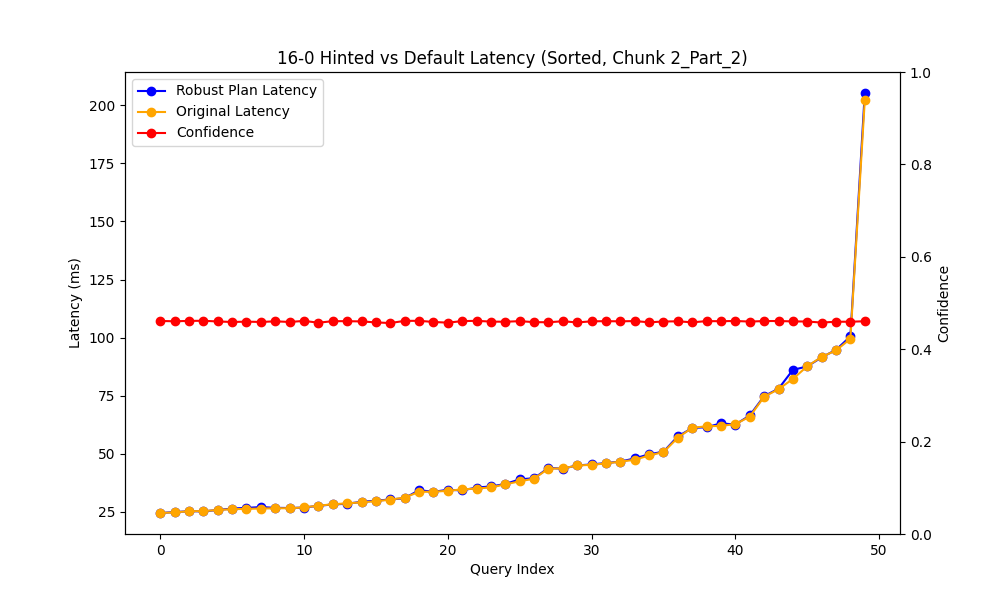 16-0 Hinted vs Default Latency (Sorted, Chunk 2_Part_2)
Robust Plan Latency
Original Latency
Confidence
Latency (ms)
200
175
150
125
100
75
50
25
1.0
0.8
0.6
0.4
0.2
0.0
Confidence
0
10
20
30
40
50
Query Index